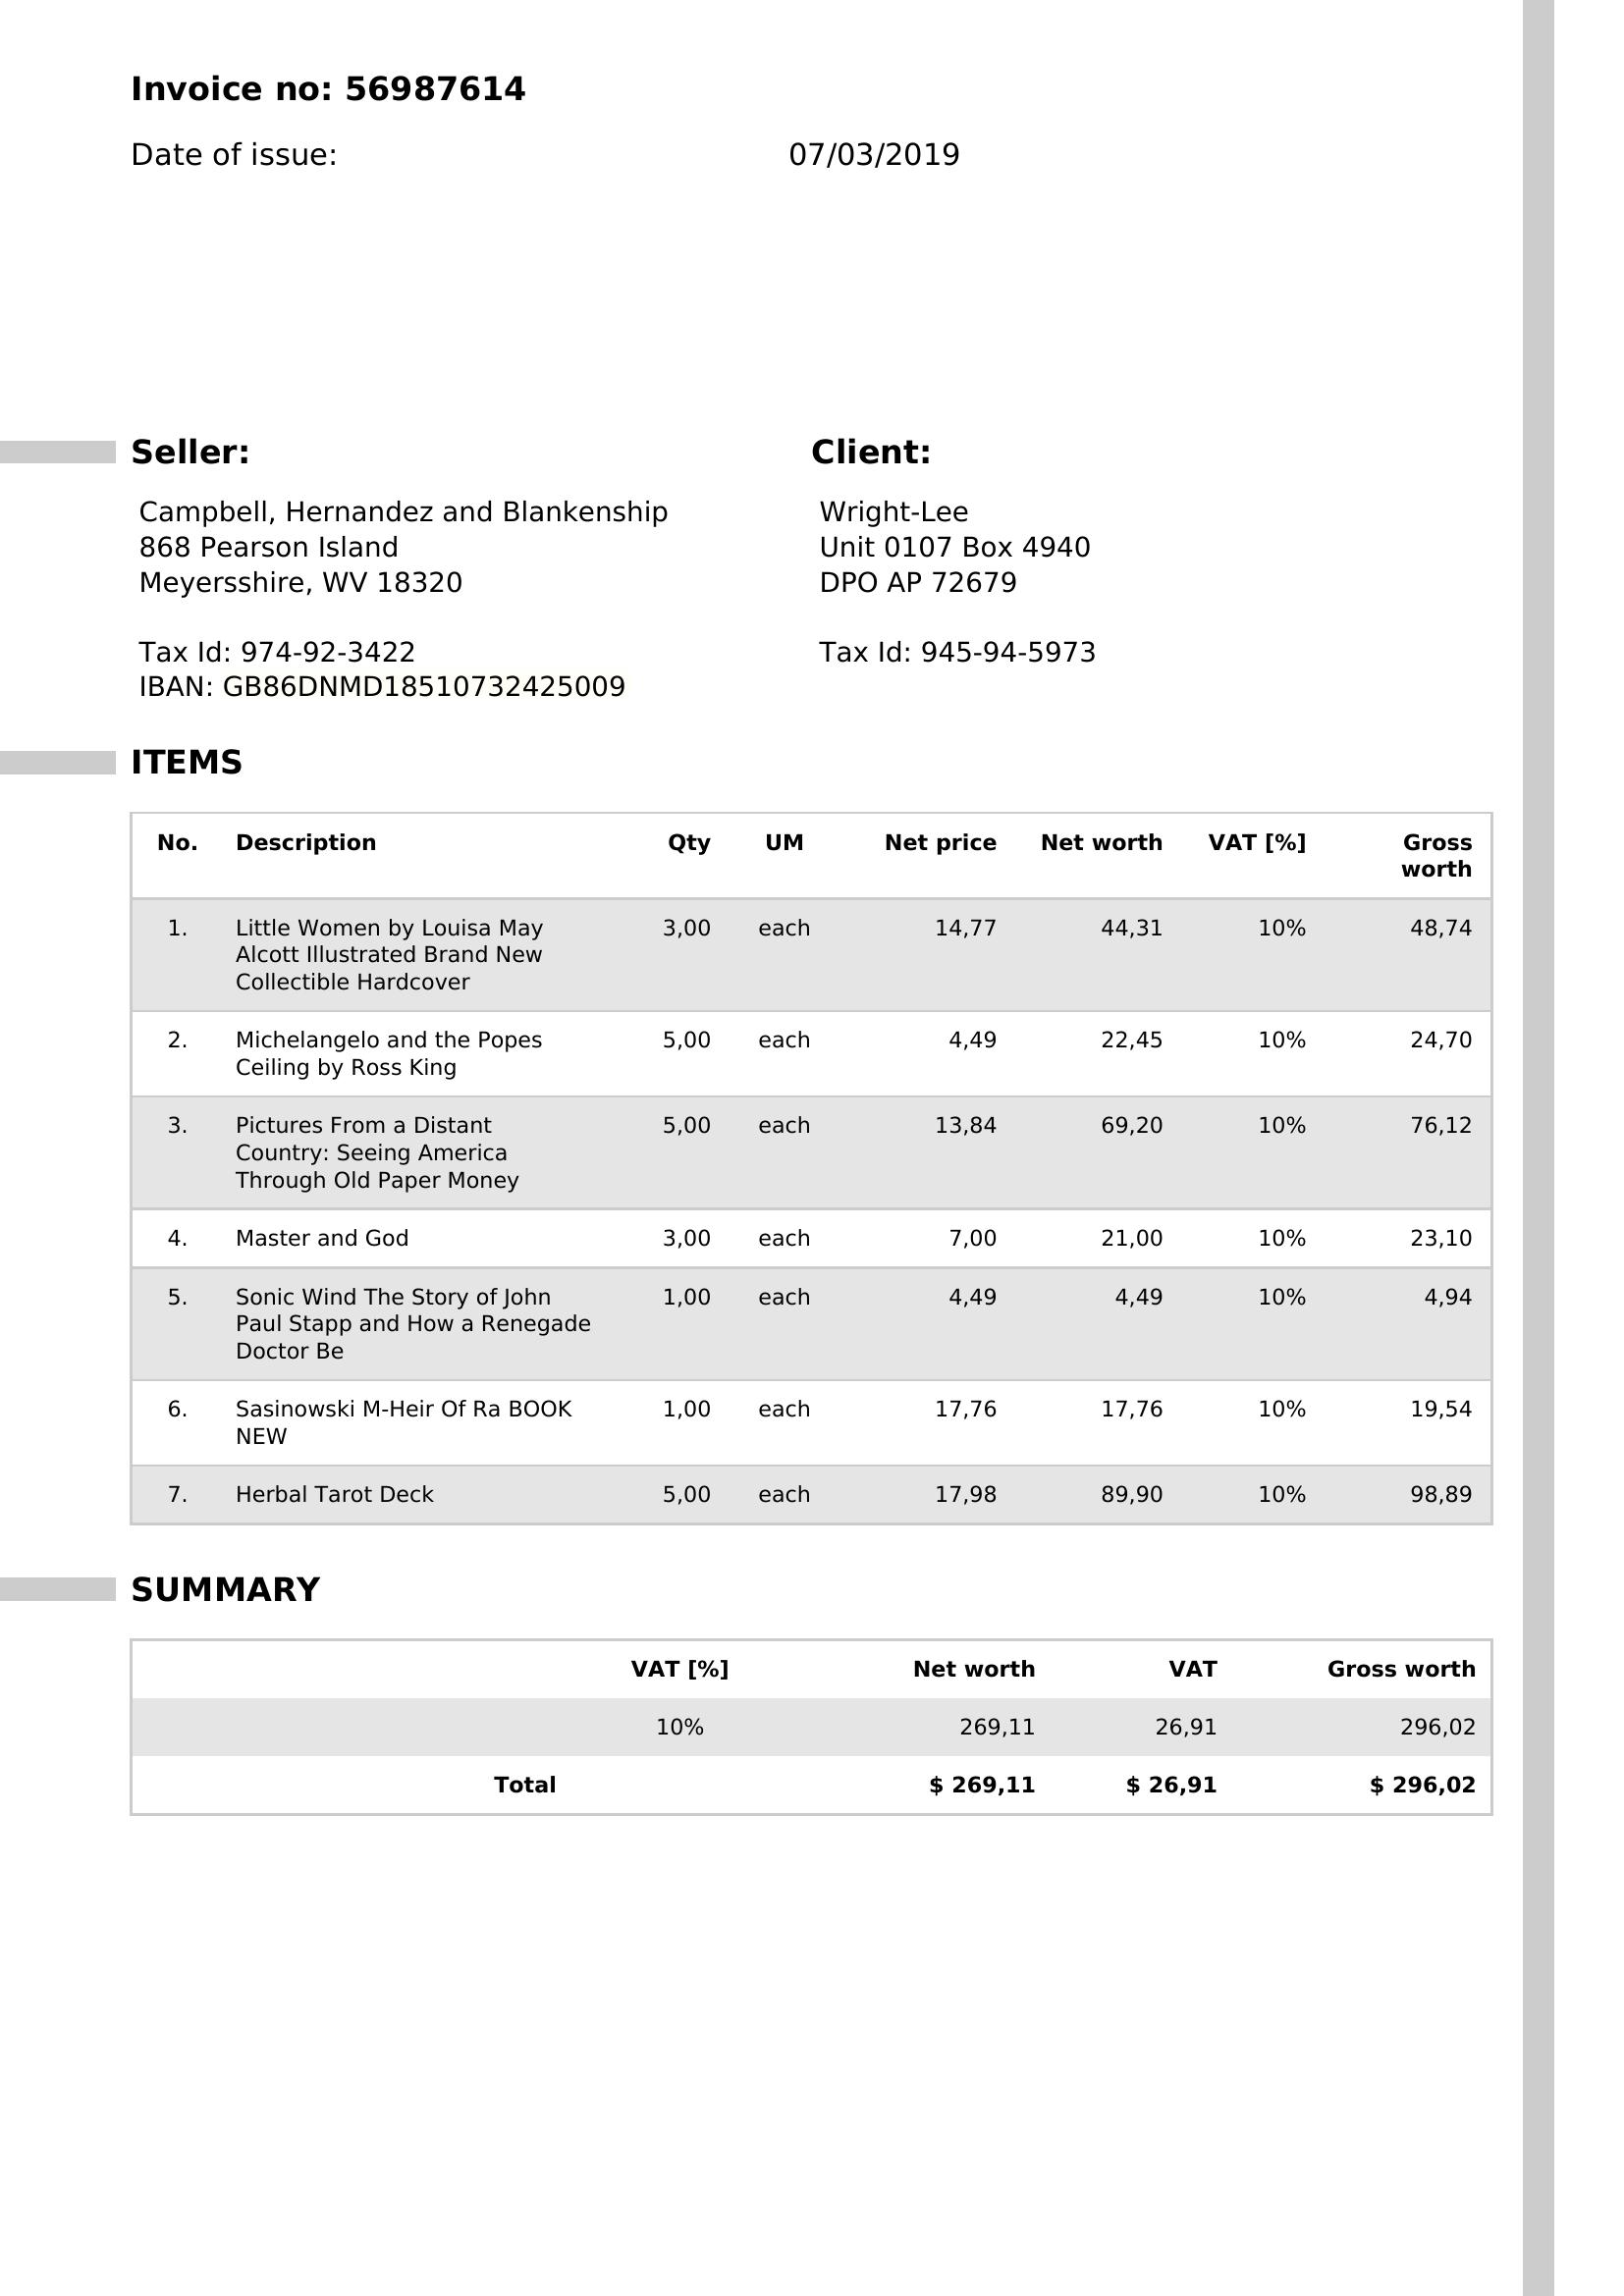 Invoice no: 56987614
Date of issue: 07/03/2019
Seller:
Campbell, Hernandez and Blankenship
868 Pearson Island
Meyersshire, WV 18320
Tax Id: 974-92-3422
IBAN: GB86DNMD18510732425009
Client:
Wright-Lee
Unit 0107 Box 4940
DPO AP 72679
Tax Id: 945-94-5973
ITEMS
No. Description Qty UM Net price Net worth VAT [%] Gross
worth
1. Little Women by Louisa May 3,00 each 14,77 44,31 10% 48,74
Alcott Illustrated Brand New
Collectible Hardcover
2. Michelangelo and the Popes 5,00 each 4,49 22,45 10% 24,70
Ceiling by Ross King
3. Pictures From a Distant 5,00 each 13,84 69,20 10% 76,12
Country: Seeing America
Through Old Paper Money
4. Master and God 3,00 each 7,00 21,00 10% 23,10
5. Sonic Wind The Story of John 1,00 each 4,49 4,49 10% 4,94
Paul Stapp and How a Renegade
Doctor Be
6. Sasinowski M-Heir Of Ra BOOK 1,00 each 17,76 17,76 10% 19,54
NEW
7. Herbal Tarot Deck 5,00 each 17,98 89,90 10% 98,89
SUMMARY
VAT [%] Net worth VAT Gross worth
10% 269,11 26,91 296,02
Total $ 269,11 $ 26,91 $ 296,02